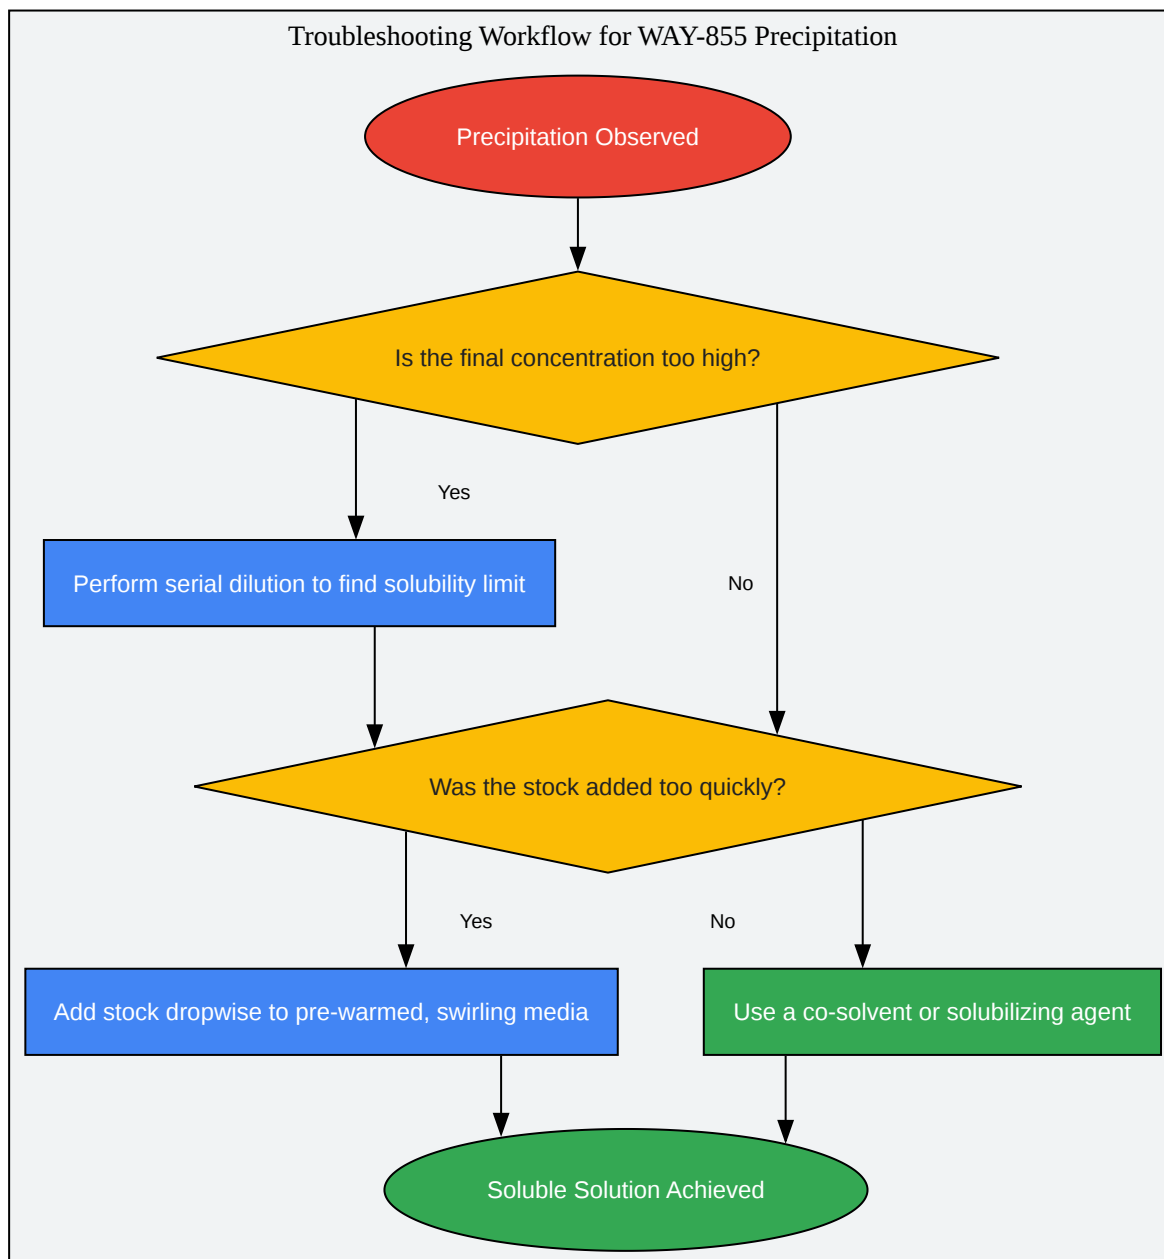 Troubleshooting Workflow for WAY-855 Precipitation
Precipitation Observed
Is the final concentration too high?
Yes
Perform serial dilution to find solubility limit
No
Was the stock added too quickly?
Yes
No
Add stock dropwise to pre-warmed, swirling media
Use a co-solvent or solubilizing agent
Soluble Solution Achieved